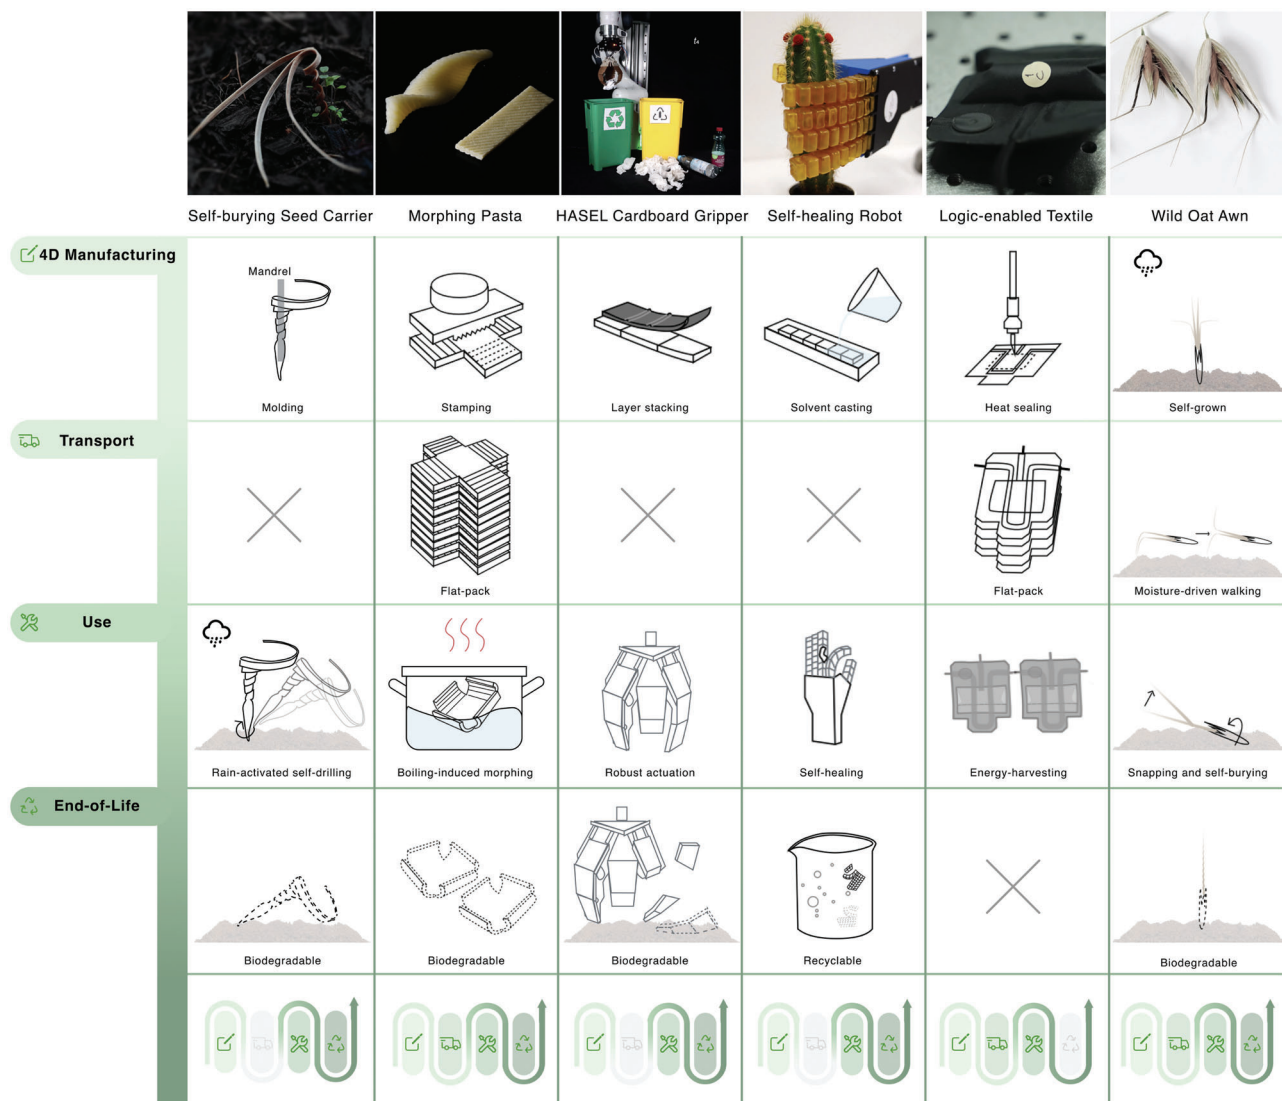 Self-burying Seed Carrier
Morphing Pasta
HASEL Cardboard Gripper
Self-healing Robot
Logic-enabled Textile
Wild Oat Awn
4D Manufacturing
Mandrel
Molding
Stamping
Layer stacking
Solvent casting
Heat sealing
Self-grown
Transport
Flat-pack
Flat-pack
Moisture-driven walking
Use
Rain-activated self-drilling
Boiling-induced morphing
Robust actuation
Self-healing
Energy-harvesting
Snapping and self-burying
End-of-Life
Biodegradable
Biodegradable
Biodegradable
Recyclable
Biodegradable